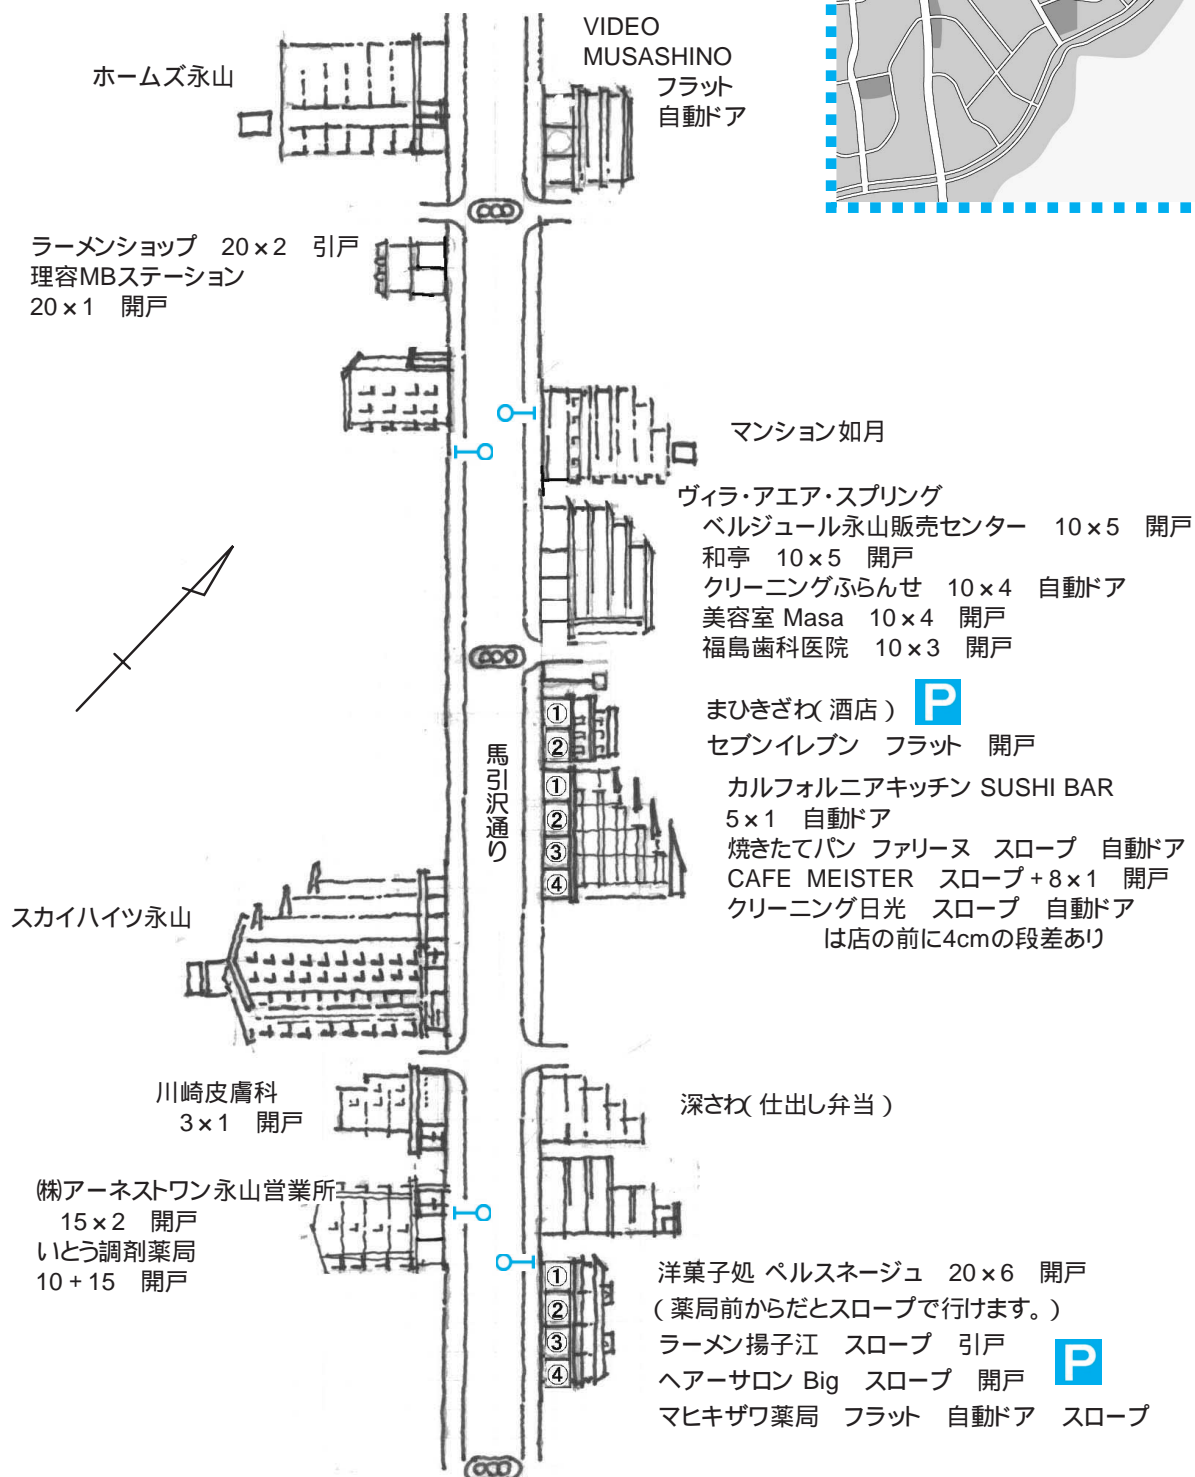 VIDEO
MUSASHINO
フラット
自動ドア
ホームズ永山
ラーメンショップ　20×2　引戸
理容MBステーション
20×1　開戸
マンション如月
ヴィラ・アエア・スプリング
ベルジュール永山販売センター　10×5　開戸
和亭　10×5　開戸
クリーニングふらんせ　10×4　自動ドア
美容室 Masa　10×4　開戸
福島歯科医院　10×3　開戸
まひきざわ(酒店) P
セブンイレブン　フラット　開戸
①
②
馬引沢通り
①
②
③
④
カルフォルニアキッチン SUSHI BAR
5×1　自動ドア
焼きたてパン ファリーヌ　スロープ　自動ドア
CAFE MEISTER　スロープ+8×1　開戸
クリーニング日光　スロープ　自動ドア
は店の前に4cmの段差あり
スカイハイツ永山
川崎皮膚科
3×1　開戸
深さわ(仕出し弁当)
㈱アーネストワン永山営業所
15×2　開戸
いとう調剤薬局
10+15　開戸
①
②
③
④
洋菓子処 ペルスネージュ　20×6　開戸
(薬局前からだとスロープで行けます。)
ラーメン揚子江　スロープ　引戸
ヘアーサロン Big　スロープ　開戸 P
マヒキザワ薬局　フラット　自動ドア　スロープ